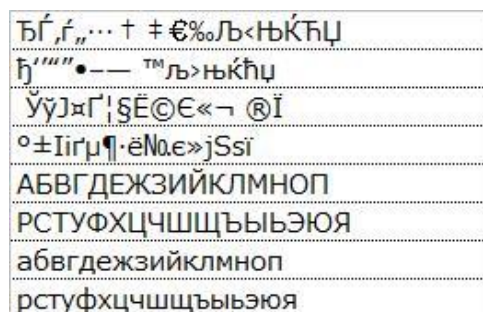 ЂЃ‚ѓ„…†‡€‰Љ‹ЊЌЋЏ
ђ‘’“”•–— ™љ›њќћџ
ЎўЈ¤Ґ¦§Ё©Є«¬ ®Ї
°±Ііґµ¶·ё№є»јЅѕї
АБВГДЕЖЗИЙКЛМНОП
РСТУФХЦЧШЩЪЫЬЭЮЯ
абвгдежзийклмноп
рстуфхцчшщъыьэюя